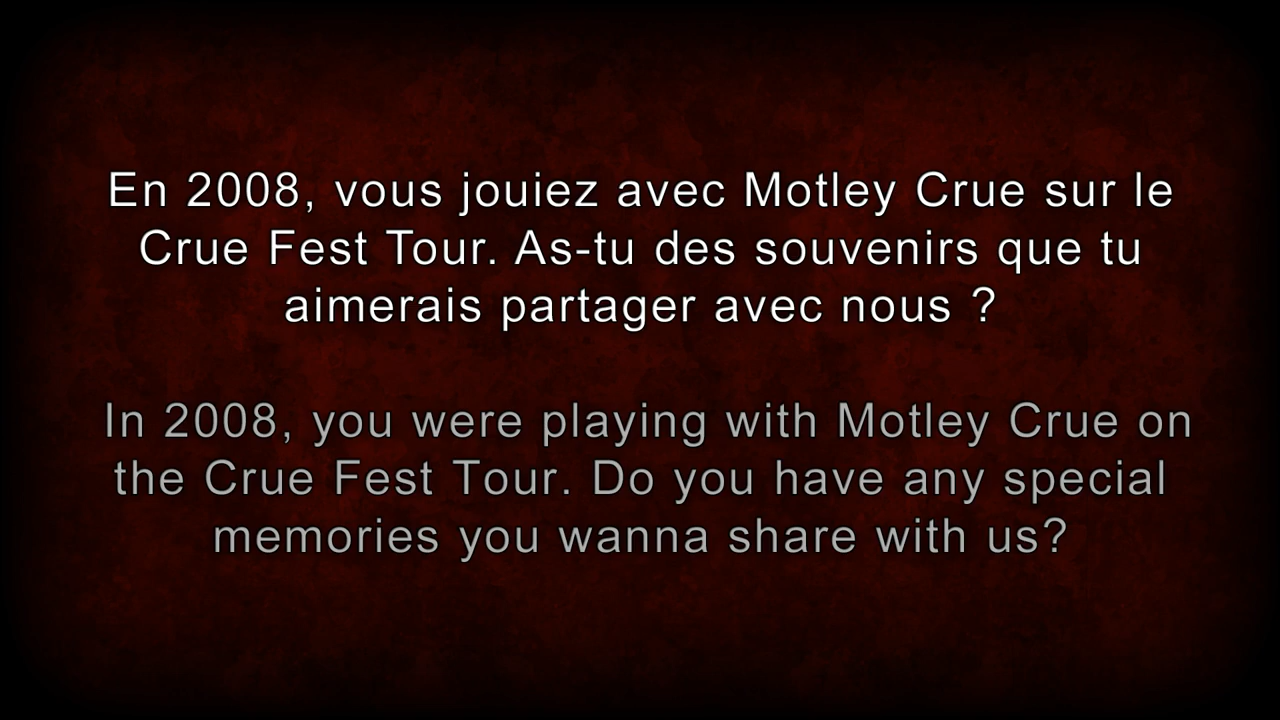 En 2008, vous jouiez avec Motley Crue sur le
Crue Fest Tour. As-tu des souvenirs que tu
aimerais partager avec nous ?
In 2008, you were playing with Motley Crue on
the Crue Fest Tour. Do you have any special
memories you wanna share with us?